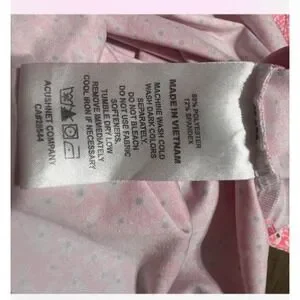 88% POLYESTER
12% SPANDEX
MADE IN VIETNAM
MACHINE WASH COLD
WASH DARK COLORS
SEPARATELY.
DO NOT BLEACH
DO NOT USE FABRIC
SOFTENERS.
TUMBLE DRY LOW
REMOVE IMMEDIATELY
COOL IRON IF NECESSARY
ACUSHNET COMPANY
CA#28544